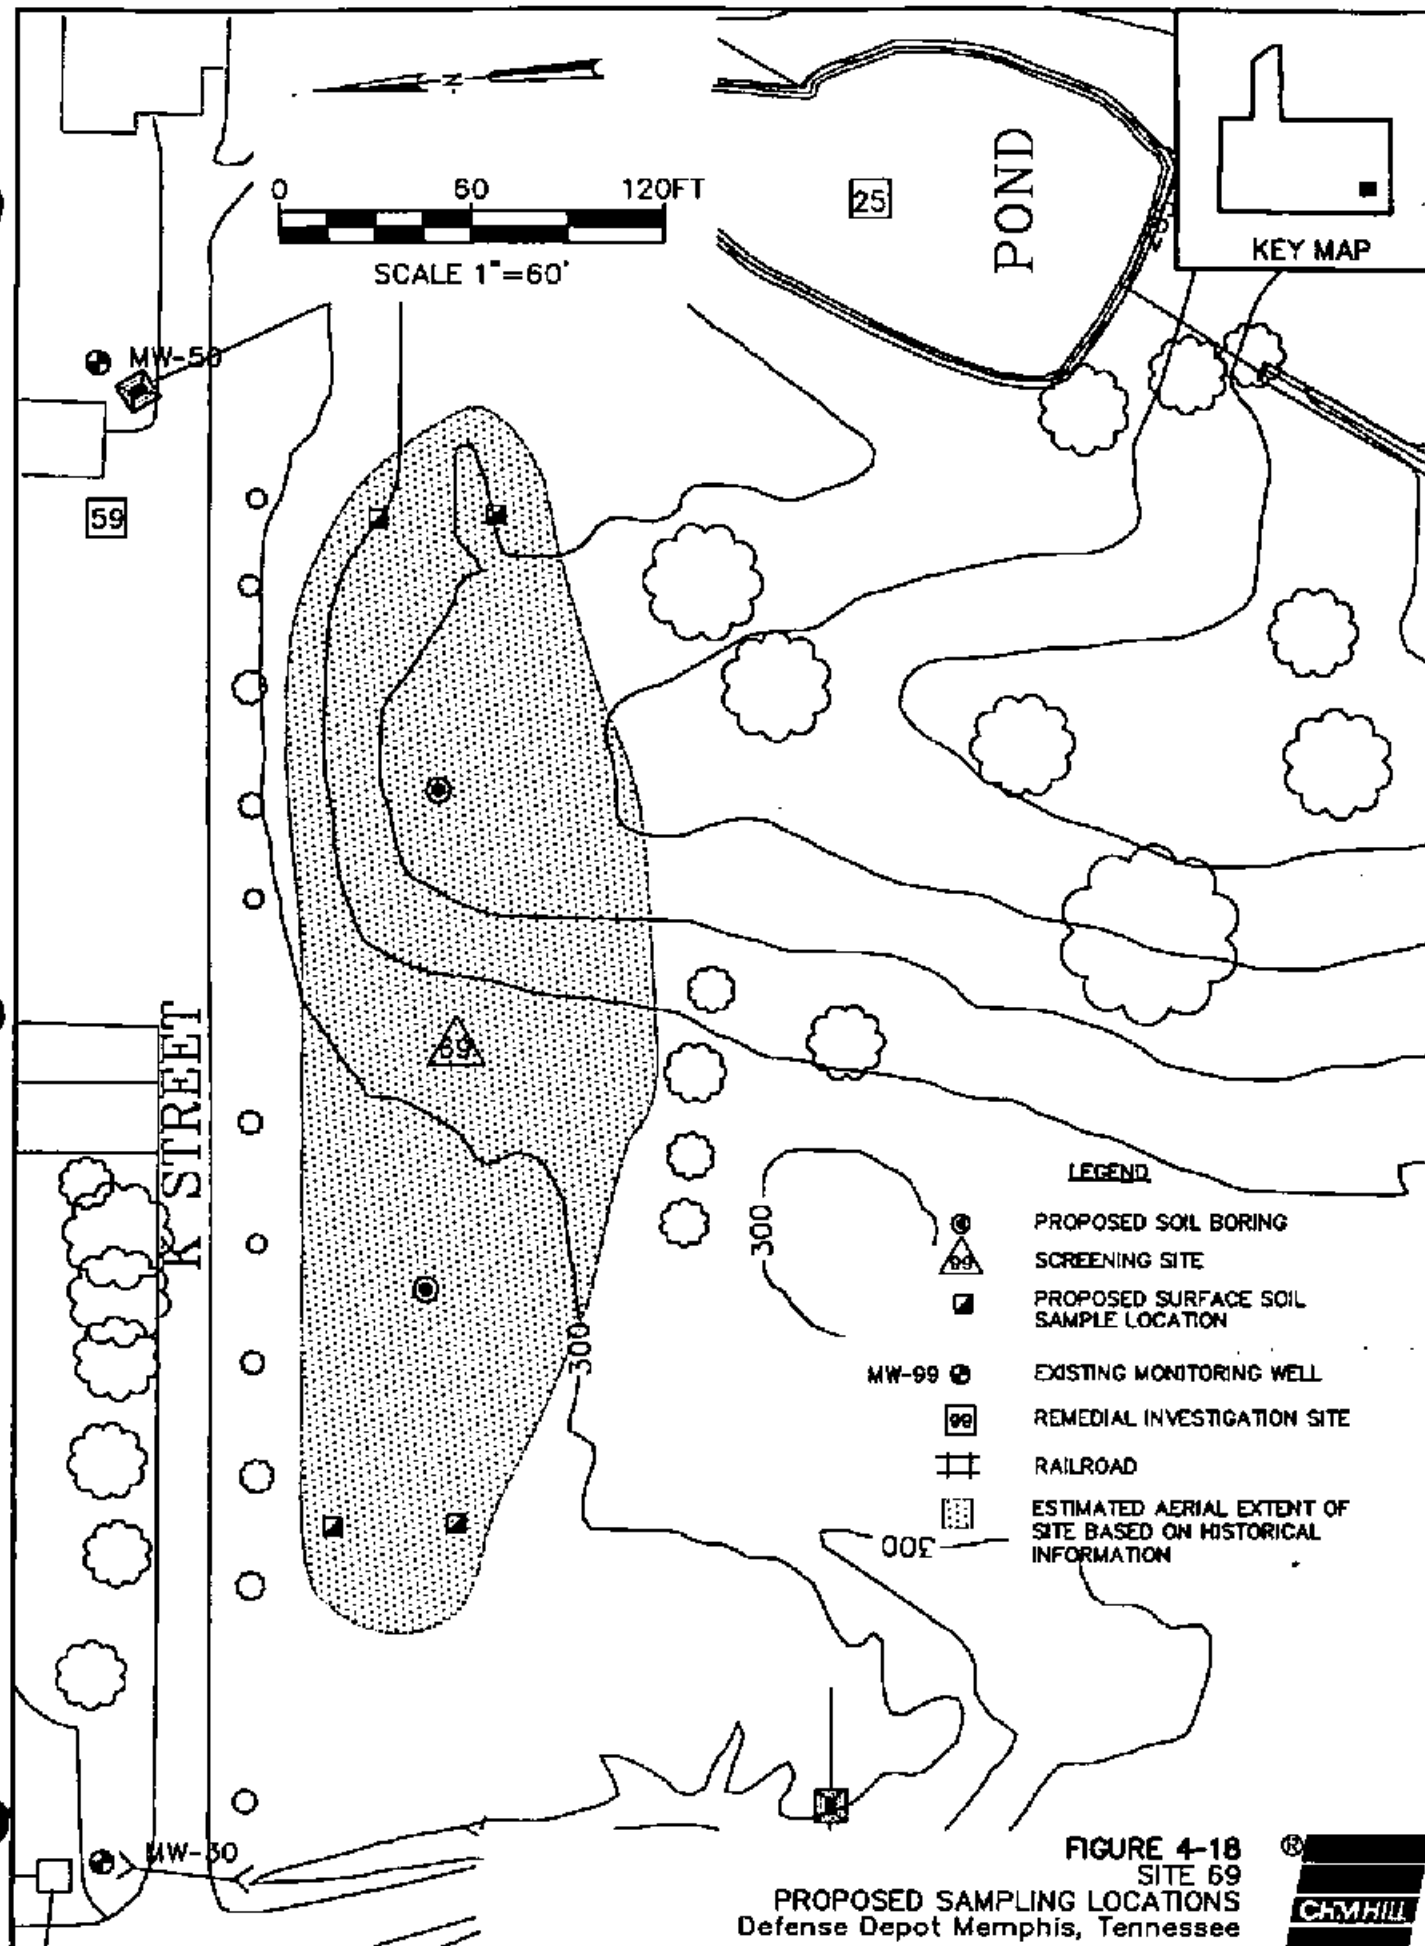 N
0 60 120FT
SCALE 1"=60'
25
POND
KEY MAP
MW-50
59
K STREET
69
300
300
LEGEND
PROPOSED SOIL BORING
99 SCREENING SITE
PROPOSED SURFACE SOIL
SAMPLE LOCATION
MW-99 EXISTING MONITORING WELL
99 REMEDIAL INVESTIGATION SITE
RAILROAD
ESTIMATED AERIAL EXTENT OF
SITE BASED ON HISTORICAL
INFORMATION
300
MW-30
FIGURE 4-18
SITE 69
PROPOSED SAMPLING LOCATIONS
Defense Depot Memphis, Tennessee
®
CH2MHILL